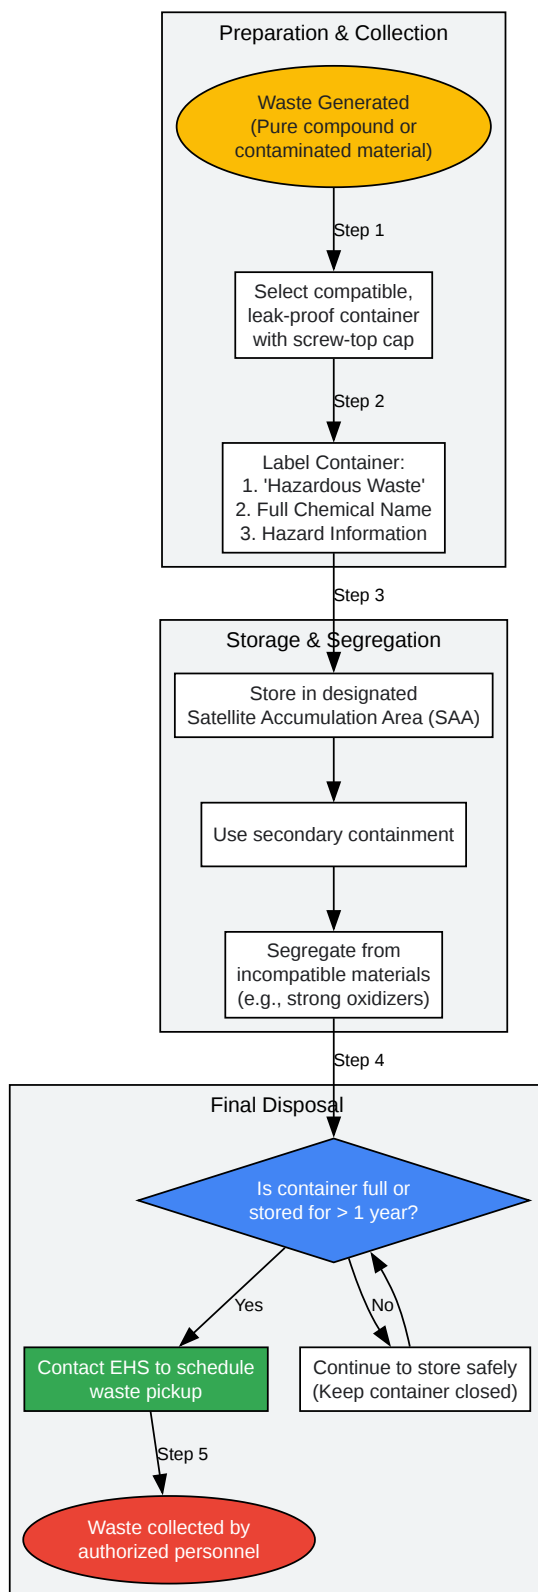 Preparation & Collection
Waste Generated
(Pure compound or
contaminated material)
Step 1
Select compatible,
leak-proof container
with screw-top cap
Step 2
Label Container:
1. 'Hazardous Waste'
2. Full Chemical Name
3. Hazard Information
Step 3
Storage & Segregation
Store in designated
Satellite Accumulation Area (SAA)
Use secondary containment
Segregate from
incompatible materials
(e.g., strong oxidizers)
Step 4
Final Disposal
Is container full or
stored for > 1 year?
Yes
No
Contact EHS to schedule
waste pickup
Continue to store safely
(Keep container closed)
Step 5
Waste collected by
authorized personnel